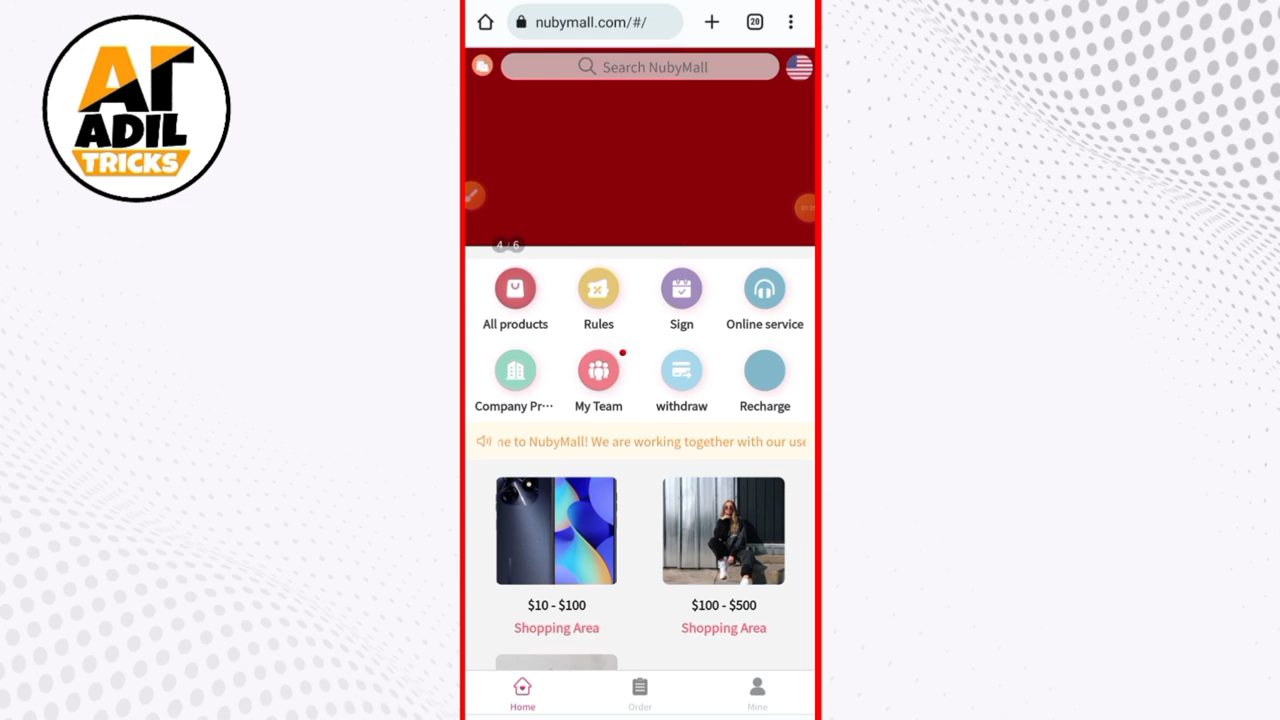 AT
ADIL
TRICKS
nubymall.com/#/
20
Search NubyMall
4 / 6
All products
Rules
Sign
Online service
Company Pr···
My Team
withdraw
Recharge
ne to NubyMall! We are working together with our use
$10 - $100
$100 - $500
Shopping Area
Shopping Area
Home
Order
Mine